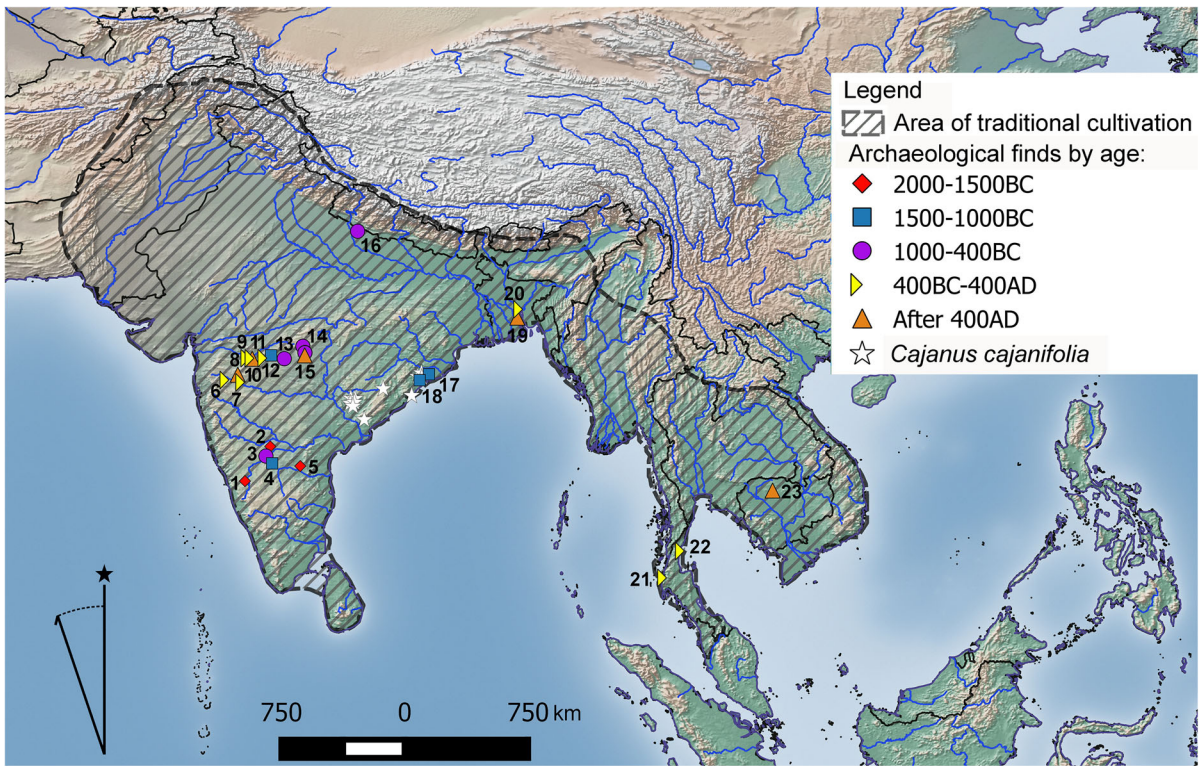 Legend
Area of traditional cultivation
Archaeological finds by age:
2000-1500BC
1500-1000BC
1000-400BC
400BC-400AD
After 400AD
Cajanus cajanifolia
16
20
19
9 11 13 14
8
10 12 15
6
7
17
18
2
3
5
4
1
23
22
21
750 0 750 km